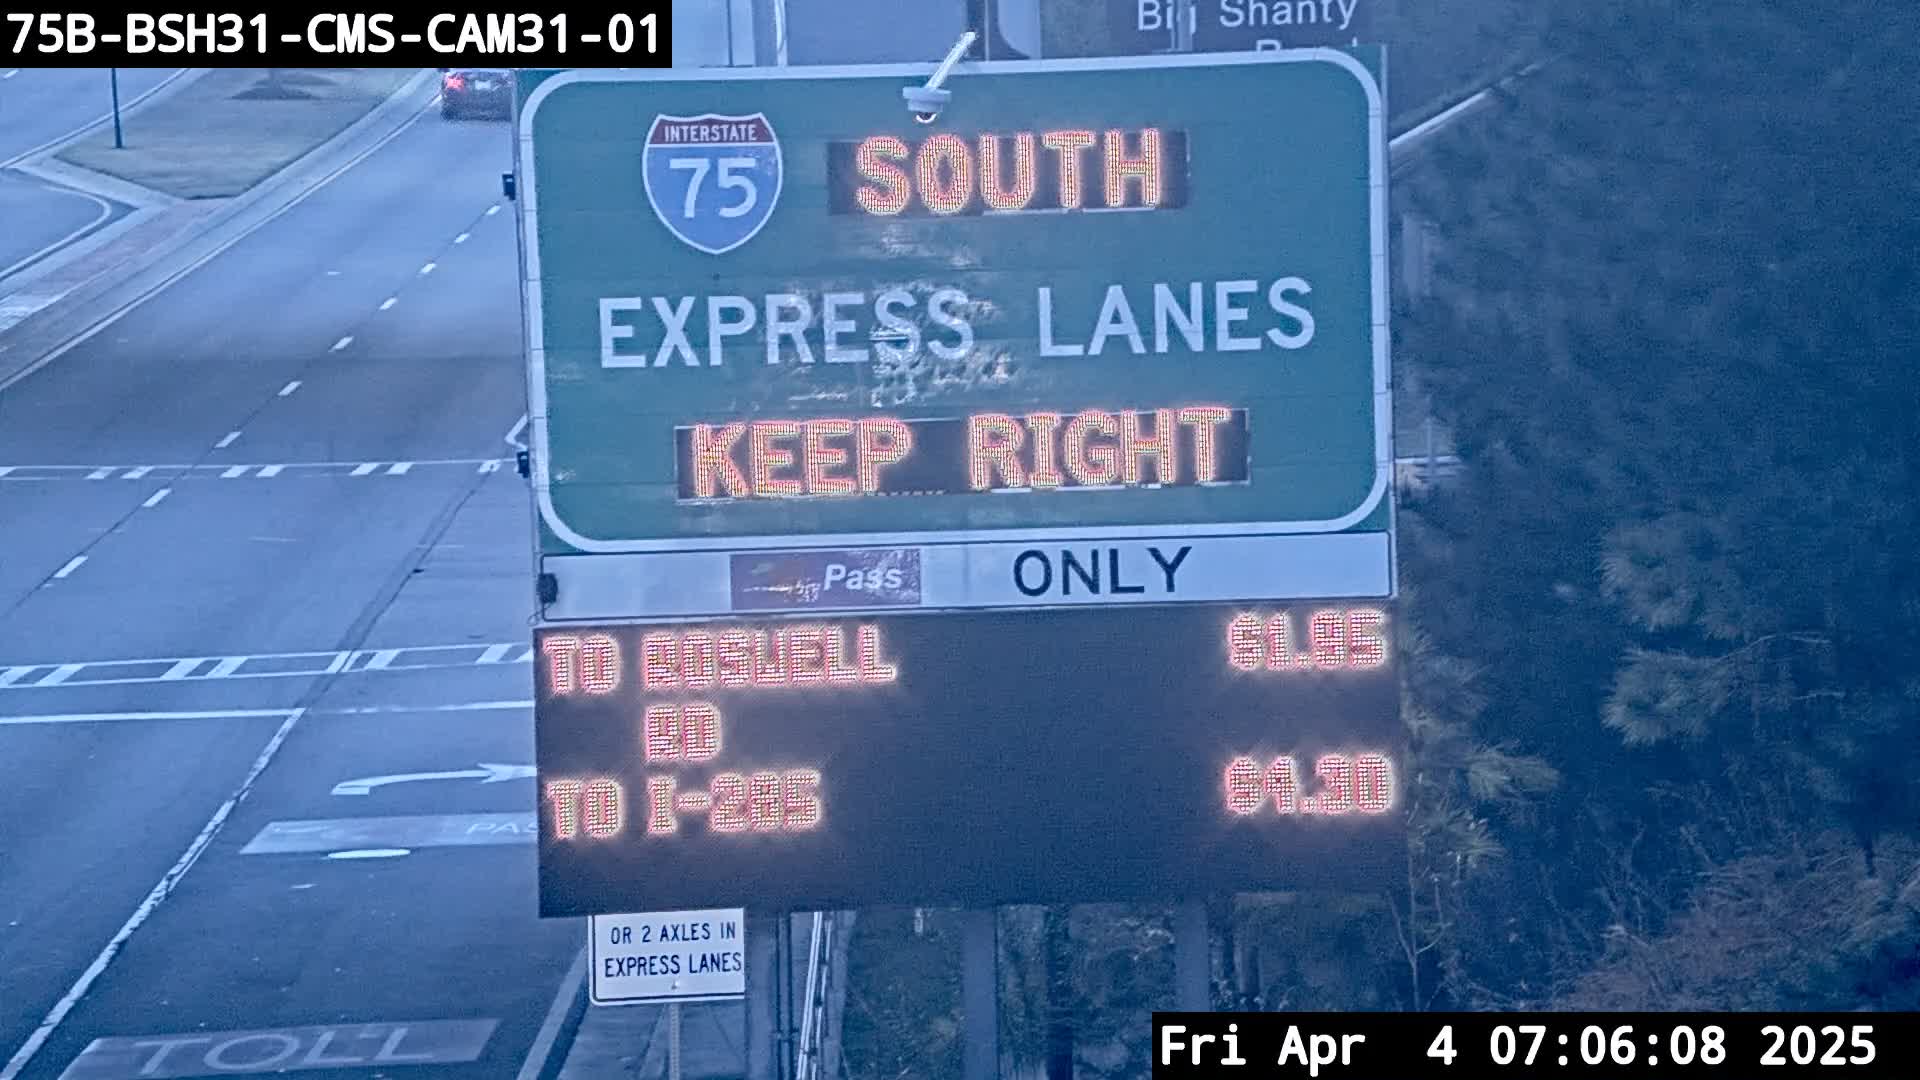 75B-BSH31-CMS-CAM31-01
Big Shanty
INTERSTATE
75
SOUTH
EXPRESS LANES
KEEP RIGHT
Pass ONLY
TO ROSWELL $1.95
RD
TO I-285 $4.30
OR 2 AXLES IN
EXPRESS LANES
TOLL
Fri Apr 4 07:06:08 2025